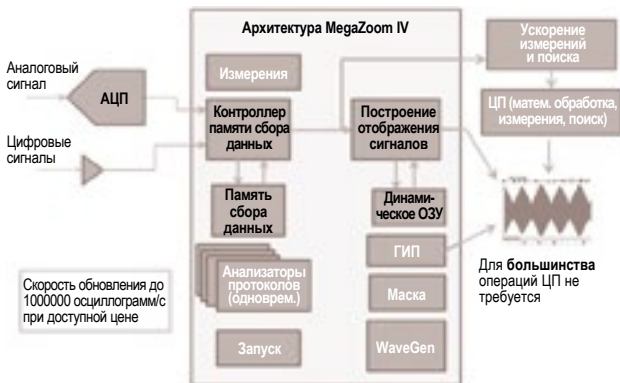 Архитектура MegaZoom IV
Аналоговый
сигнал
АЦП
Цифровые
сигналы
Измерения
Контроллер
памяти сбора
данных
Память
сбора
данных
Анализаторы
протоколов
(одноврем.)
Запуск
Построение
отображения
сигналов
Динами-
ческое ОЗУ
ГИП
Маска
WaveGen
Ускорение
измерений
и поиска
ЦП (матем. обработка,
измерения, поиск)
Для большинства
операций ЦП не
требуется
Скорость обновления до
1000000 осциллограмм/с
при доступной цене